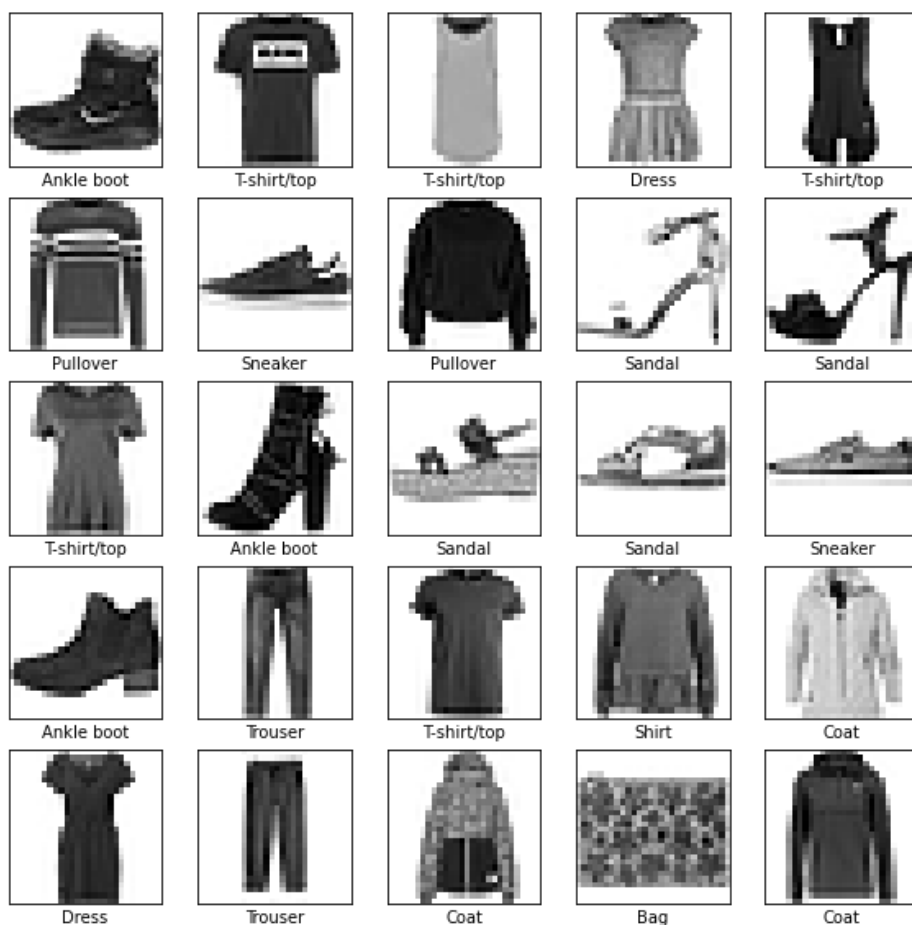 Ankle boot T-shirt/top T-shirt/top Dress T-shirt/top
Pullover Sneaker Pullover Sandal Sandal
T-shirt/top Ankle boot Sandal Sandal Sneaker
Ankle boot Trouser T-shirt/top Shirt Coat
Dress Trouser Coat Bag Coat